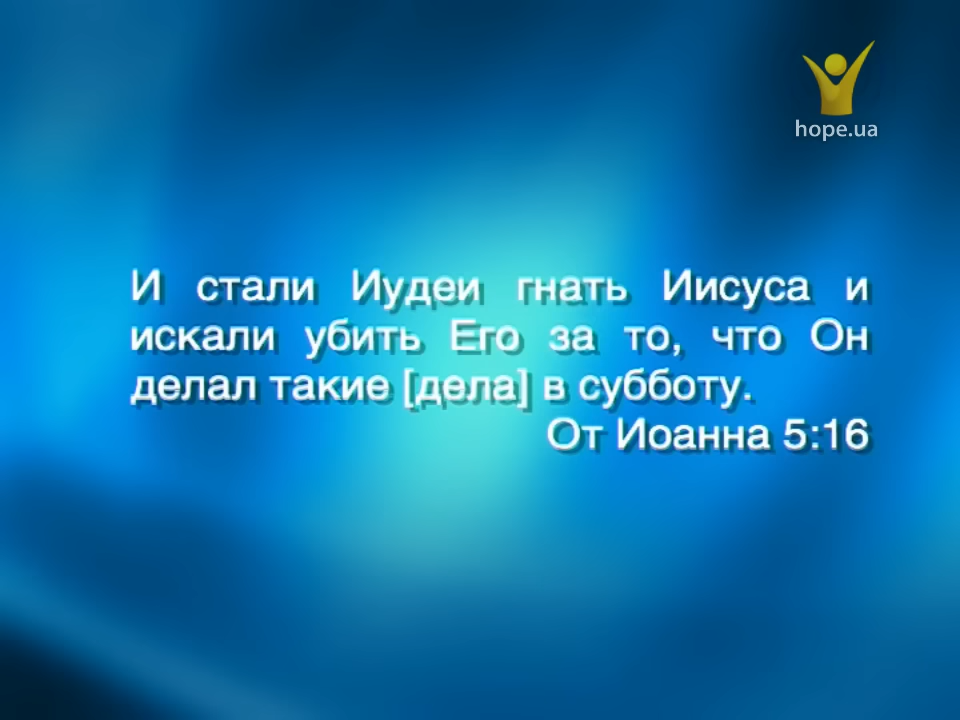 hope.ua
И стали Иудеи гнать Иисуса и
искали убить Его за то, что Он
делал такие [дела] в субботу.
От Иоанна 5:16